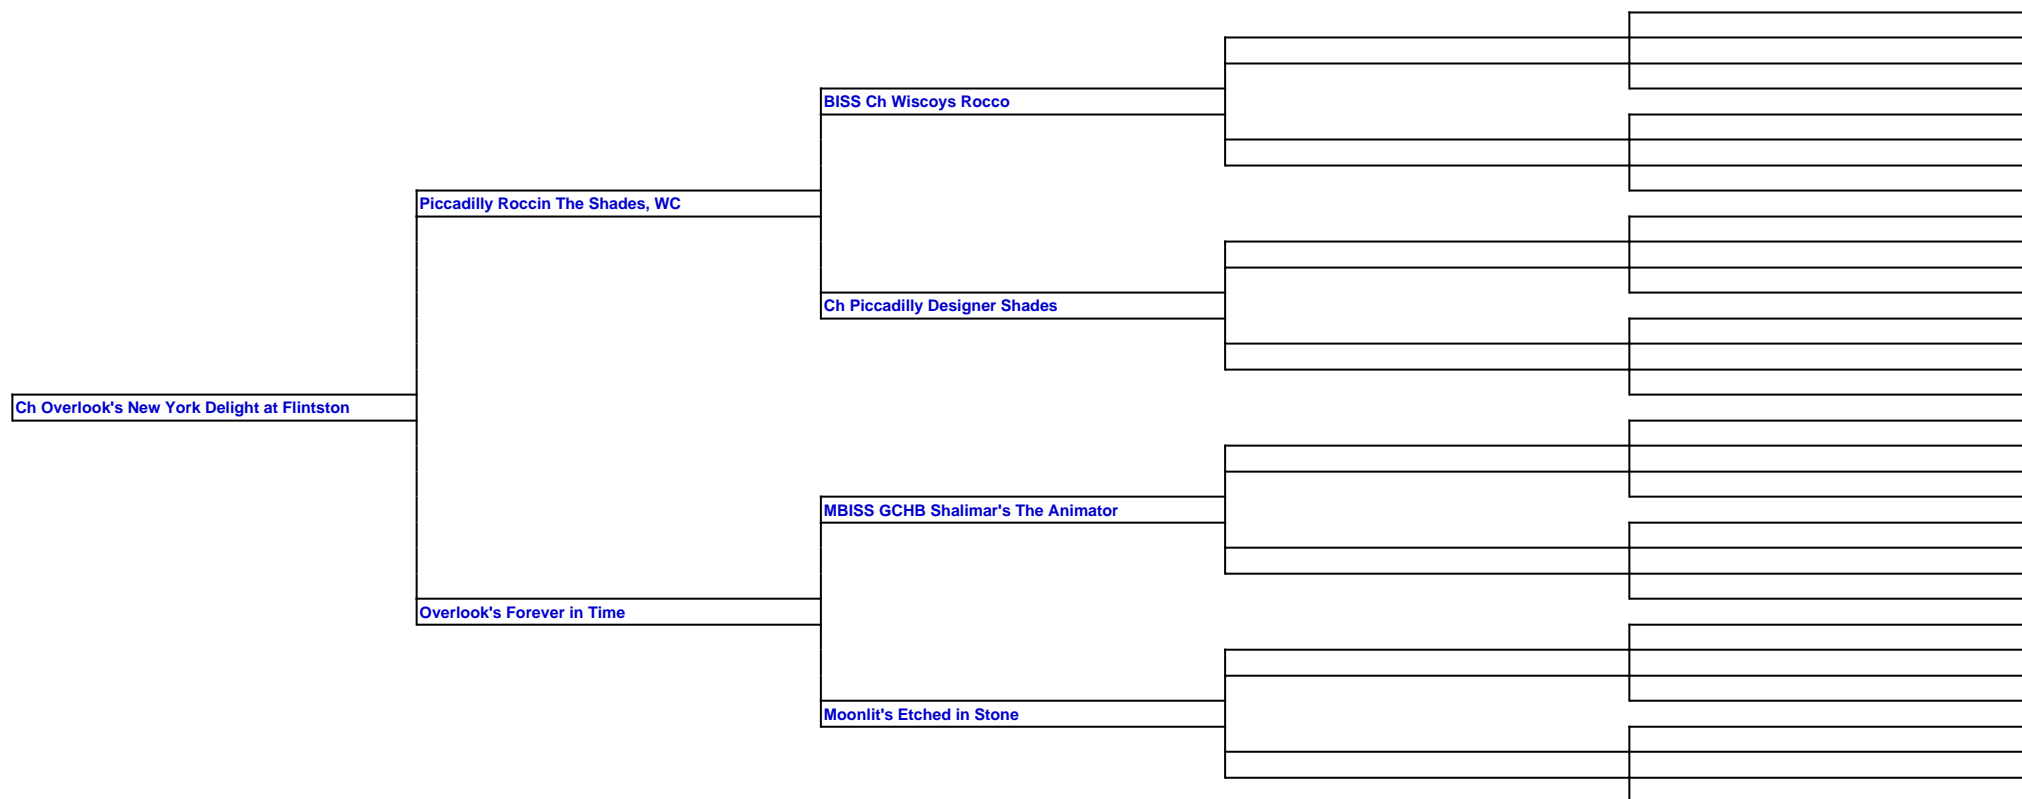 BISS Ch Wiscoys Rocco
Piccadilly Roccin The Shades, WC
Ch Piccadilly Designer Shades
Ch Overlook's New York Delight at Flintston
MBISS GCHB Shalimar's The Animator
Overlook's Forever in Time
Moonlit's Etched in Stone